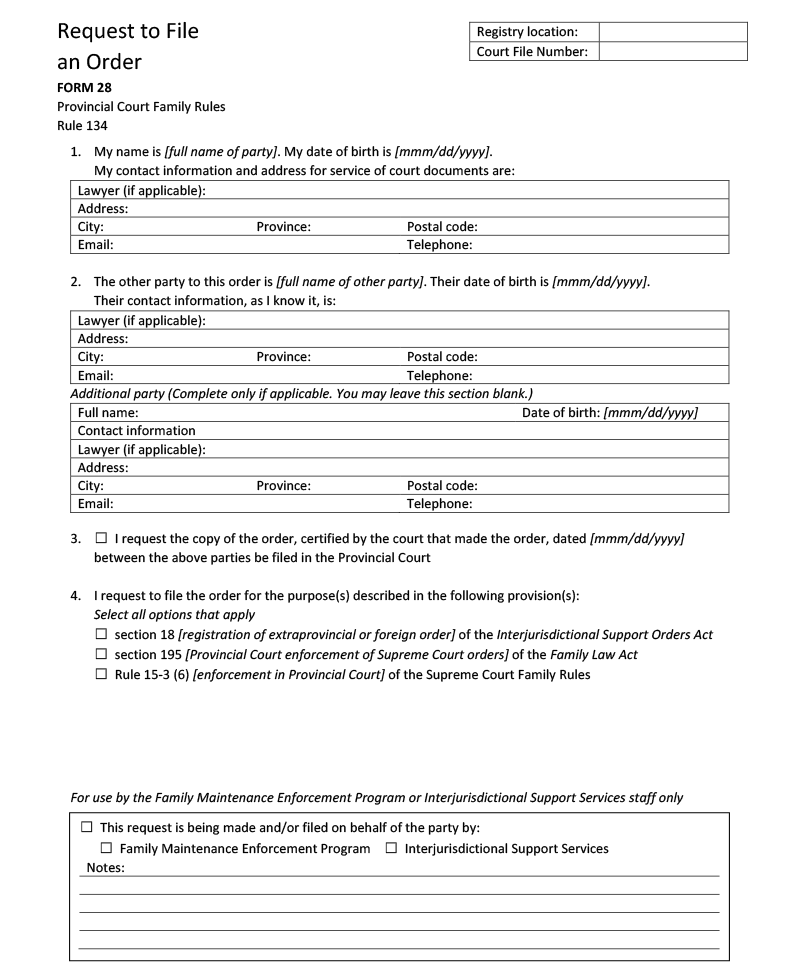 Request to File
an Order
FORM 28
Provincial Court Family Rules
Rule 134
Registry location:
Court File Number:
1. My name is [full name of party]. My date of birth is [mmm/dd/yyyy].
My contact information and address for service of court documents are:
Lawyer (if applicable):
Address:
City: Province: Postal code:
Email: Telephone:
2. The other party to this order is [full name of other party]. Their date of birth is [mmm/dd/yyyy].
Their contact information, as I know it, is:
Lawyer (if applicable):
Address:
City: Province: Postal code:
Email: Telephone:
Additional party (Complete only if applicable. You may leave this section blank.)
Full name: Date of birth: [mmm/dd/yyyy]
Contact information
Lawyer (if applicable):
Address:
City: Province: Postal code:
Email: Telephone:
3. ☐ I request the copy of the order, certified by the court that made the order, dated [mmm/dd/yyyy]
between the above parties be filed in the Provincial Court
4. I request to file the order for the purpose(s) described in the following provision(s):
Select all options that apply
☐ section 18 [registration of extraprovincial or foreign order] of the Interjurisdictional Support Orders Act
☐ section 195 [Provincial Court enforcement of Supreme Court orders] of the Family Law Act
☐ Rule 15-3 (6) [enforcement in Provincial Court] of the Supreme Court Family Rules
For use by the Family Maintenance Enforcement Program or Interjurisdictional Support Services staff only
☐ This request is being made and/or filed on behalf of the party by:
☐ Family Maintenance Enforcement Program ☐ Interjurisdictional Support Services
Notes: